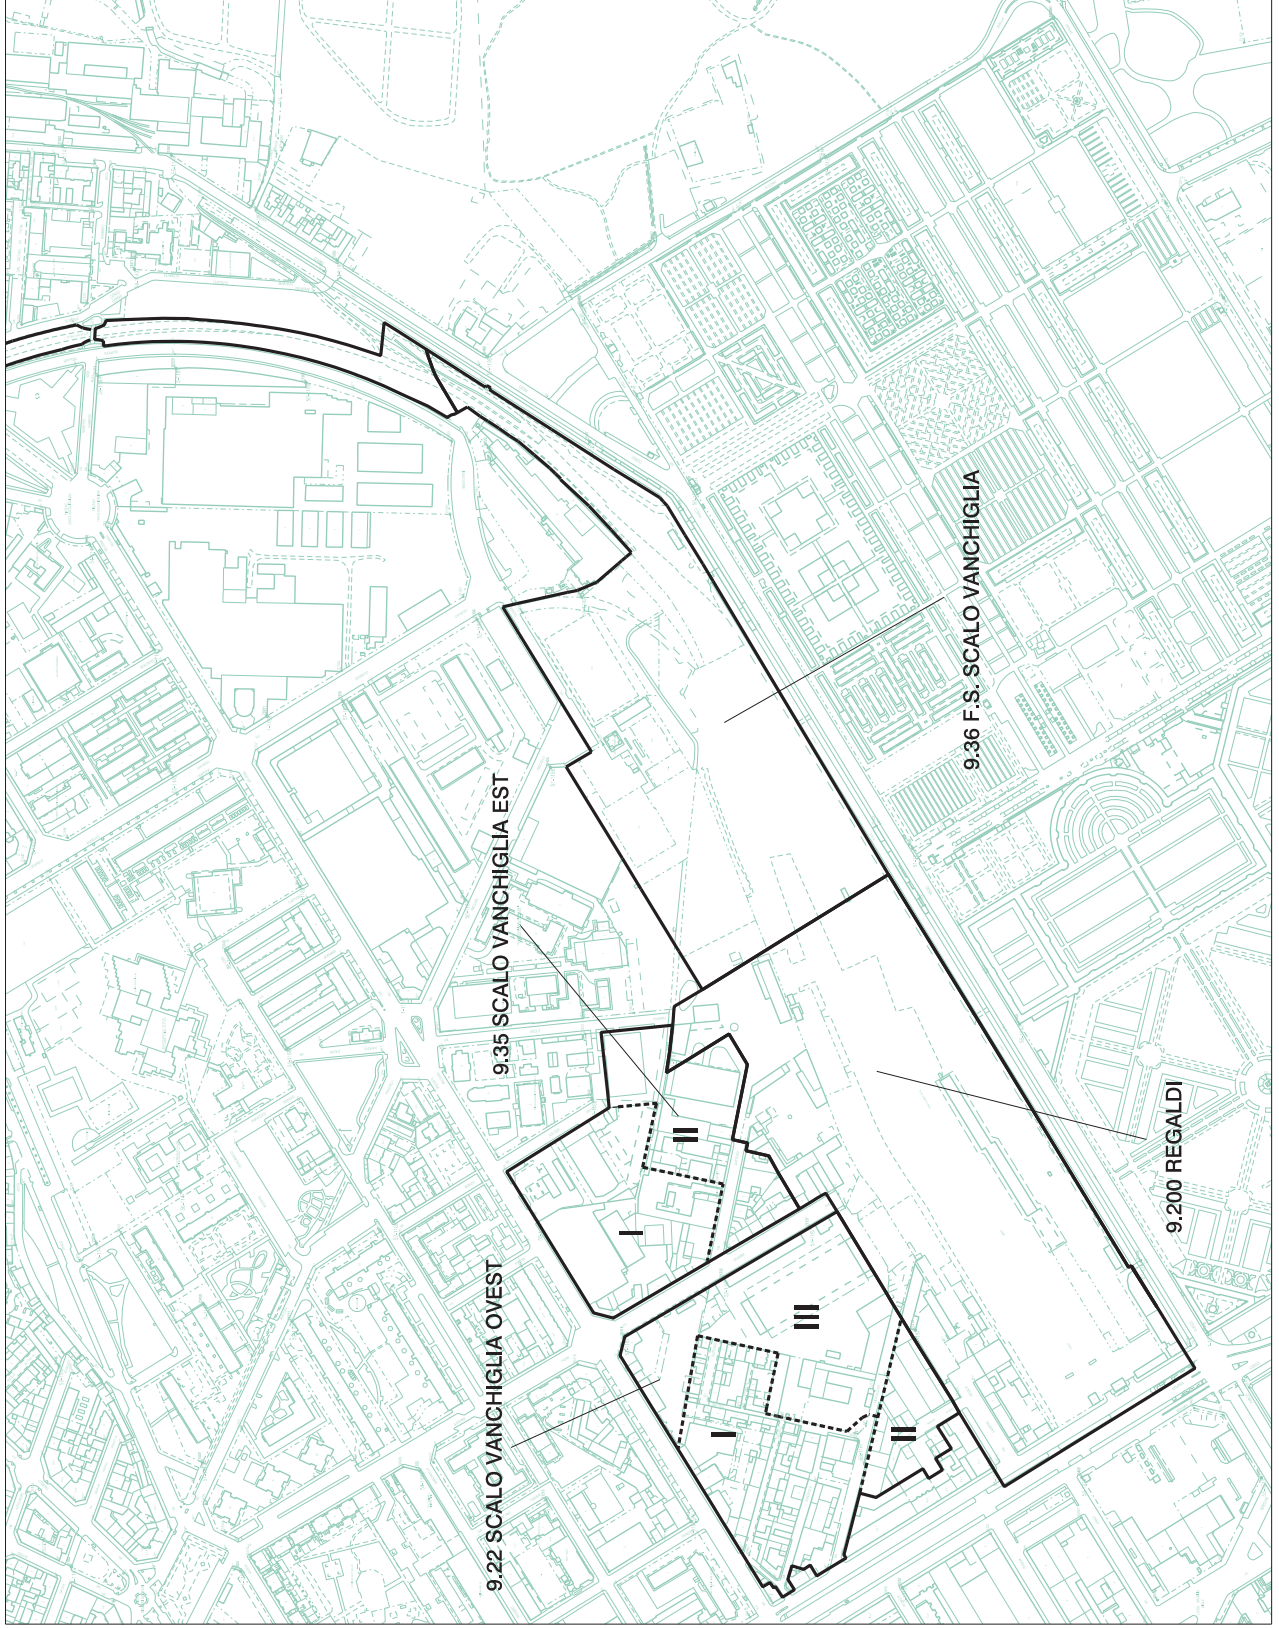 9.22 SCALO VANCHIGLIA OVEST
9.35 SCALO VANCHIGLIA EST
I
II
III
I
II
9.36 F.S. SCALO VANCHIGLIA
9.200 REGALDI